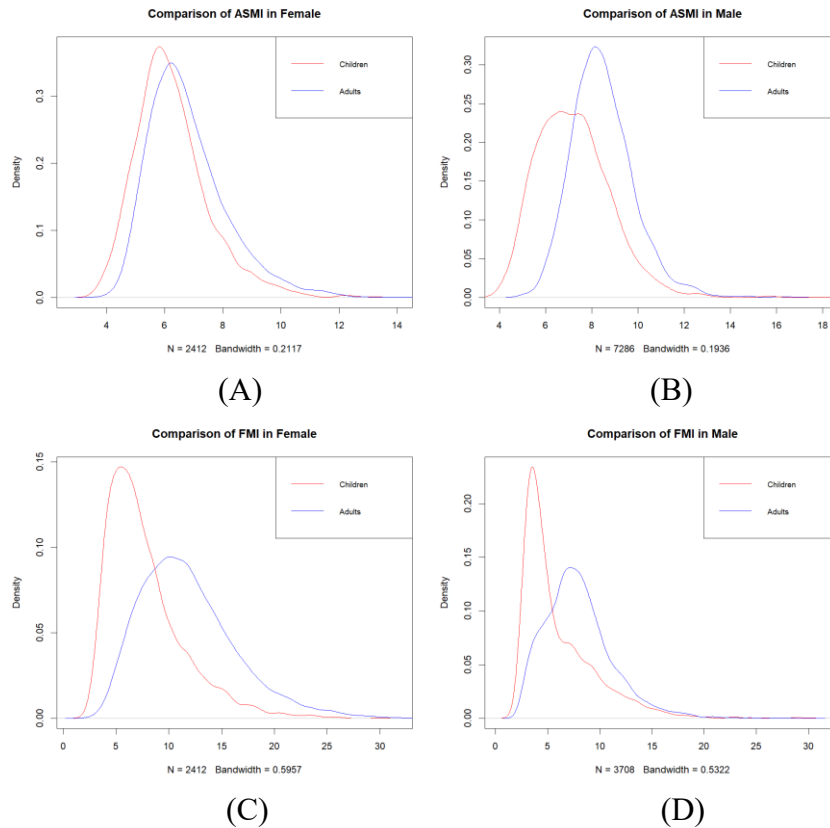 Comparison of ASMI in Female
Children
Adults
Density
0.0
0.1
0.2
0.3
4 6 8 10 12 14
N = 2412 Bandwidth = 0.2117
(A)
Comparison of ASMI in Male
Children
Adults
Density
0.00
0.05
0.10
0.15
0.20
0.25
0.30
4 6 8 10 12 14 16 18
N = 7286 Bandwidth = 0.1936
(B)
Comparison of FMI in Female
Children
Adults
Density
0.00
0.05
0.10
0.15
0 5 10 15 20 25 30
N = 2412 Bandwidth = 0.5957
(C)
Comparison of FMI in Male
Children
Adults
Density
0.00
0.05
0.10
0.15
0.20
0 5 10 15 20 25 30
N = 3708 Bandwidth = 0.5322
(D)